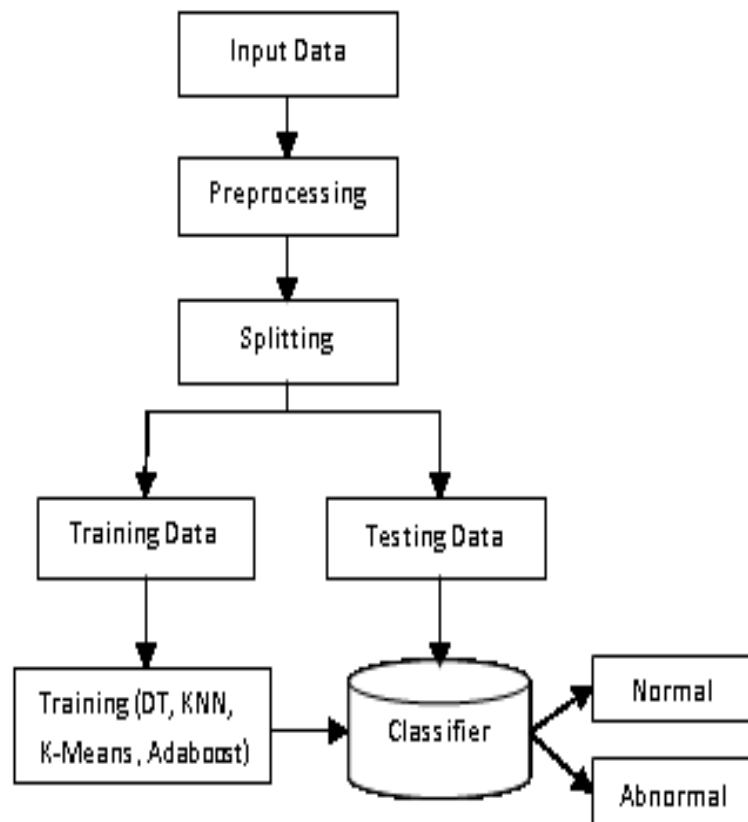 Input Data
Preprocessing
Splitting
Training Data
Testing Data
Training (DT, KNN,
K-Means, Adaboost)
Classifier
Normal
Abnormal